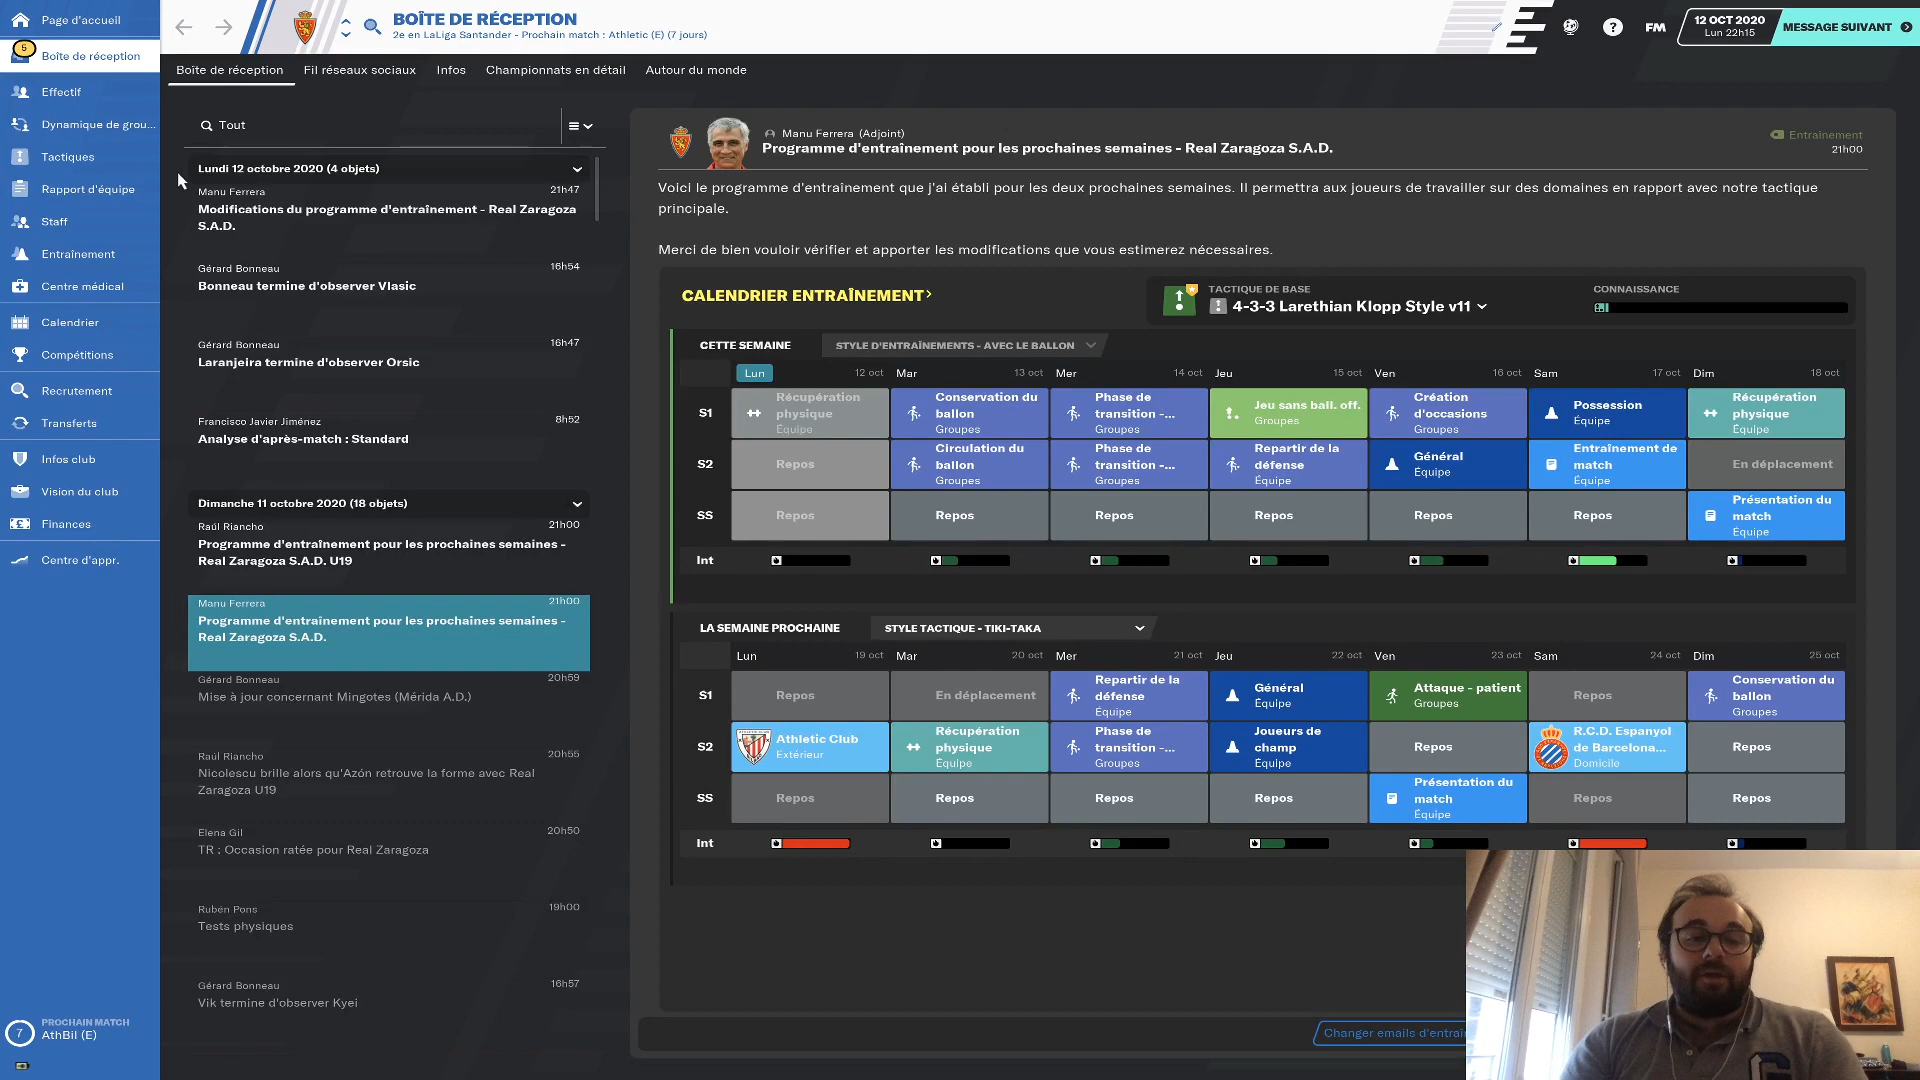 Page d'accueil
5
Boîte de réception
Effectif
Dynamique de grou...
Tactiques
Rapport d'équipe
Staff
Entraînement
Centre médical
Calendrier
Compétitions
Recrutement
Transferts
Infos club
Vision du club
Finances
Centre d'appr.
7
PROCHAIN MATCH
AthBil (E)
BOÎTE DE RÉCEPTION
2e en LaLiga Santander - Prochain match : Athletic (E) (7 jours)
?
FM
12 OCT 2020
Lun 22h15
MESSAGE SUIVANT
Boîte de réception
Fil réseaux sociaux
Infos
Championnats en détail
Autour du monde
Tout
Lundi 12 octobre 2020 (4 objets)
Manu Ferrera 21h47
Modifications du programme d'entraînement - Real Zaragoza
S.A.D.
Gérard Bonneau 16h54
Bonneau termine d'observer Vlasic
Gérard Bonneau 16h47
Laranjeira termine d'observer Orsic
Francisco Javier Jiménez 8h52
Analyse d'après-match : Standard
Dimanche 11 octobre 2020 (18 objets)
Raúl Riancho 21h00
Programme d'entraînement pour les prochaines semaines -
Real Zaragoza S.A.D. U19
Manu Ferrera 21h00
Programme d'entraînement pour les prochaines semaines -
Real Zaragoza S.A.D.
Gérard Bonneau 20h59
Mise à jour concernant Mingotes (Mérida A.D.)
Raúl Riancho 20h55
Nicolescu brille alors qu'Azón retrouve la forme avec Real
Zaragoza U19
Elena Gil 20h50
TR : Occasion ratée pour Real Zaragoza
Rubén Pons 19h00
Tests physiques
Gérard Bonneau 16h57
Vik termine d'observer Kyei
Manu Ferrera (Adjoint)
Programme d'entraînement pour les prochaines semaines - Real Zaragoza S.A.D.
Entraînement
21h00
Voici le programme d'entraînement que j'ai établi pour les deux prochaines semaines. Il permettra aux joueurs de travailler sur des domaines en rapport avec notre tactique
principale.
Merci de bien vouloir vérifier et apporter les modifications que vous estimerez nécessaires.
CALENDRIER ENTRAÎNEMENT>
TACTIQUE DE BASE
4-3-3 Larethian Klopp Style v11
CONNAISSANCE
CETTE SEMAINE
STYLE D'ENTRAÎNEMENTS - AVEC LE BALLON
Lun 12 oct Mar 13 oct Mer 14 oct Jeu 15 oct Ven 16 oct Sam 17 oct Dim 18 oct
S1
Récupération physique Équipe
Conservation du ballon Groupes
Phase de transition -... Groupes
Jeu sans ball. off. Groupes
Création d'occasions Groupes
Possession Équipe
Récupération physique Équipe
S2
Repos
Circulation du ballon Groupes
Phase de transition -... Groupes
Repartir de la défense Équipe
Général Équipe
Entraînement de match Équipe
En déplacement
SS
Repos
Repos
Repos
Repos
Repos
Repos
Présentation du match Équipe
Int
LA SEMAINE PROCHAINE
STYLE TACTIQUE - TIKI-TAKA
Lun 19 oct Mar 20 oct Mer 21 oct Jeu 22 oct Ven 23 oct Sam 24 oct Dim 25 oct
S1
Repos
En déplacement
Repartir de la défense Équipe
Général Équipe
Attaque - patient Groupes
Repos
Conservation du ballon Groupes
S2
Athletic Club Extérieur
Récupération physique Équipe
Phase de transition -... Groupes
Joueurs de champ Équipe
Repos
R.C.D. Espanyol de Barcelona... Domicile
Repos
SS
Repos
Repos
Repos
Repos
Présentation du match Équipe
Repos
Repos
Int
Changer emails d'entraî